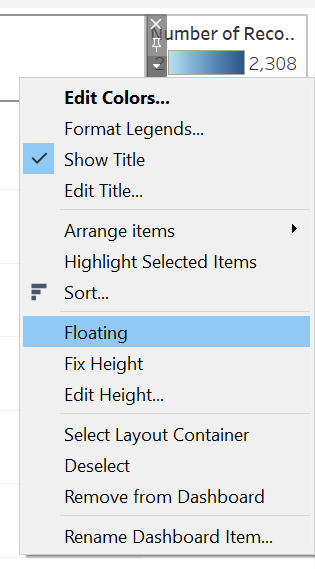 Number of Reco..
2 2,308
Edit Colors...
Format Legends...
Show Title
Edit Title...
Arrange items
Highlight Selected Items
Sort...
Floating
Fix Height
Edit Height...
Select Layout Container
Deselect
Remove from Dashboard
Rename Dashboard Item...